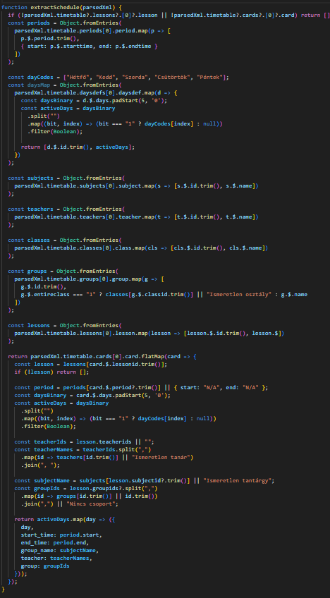 function extractSchedule(parsedXml) {
if (!parsedXml.timetable?.lessons?.[0]?.lesson || !parsedXml.timetable?.cards?.[0]?.card) return []
const periods = Object.fromEntries(
parsedXml.timetable.periods[0].period.map(p => [
p.$.period.trim(),
{ start: p.$.starttime, end: p.$.endtime }
])
);
const dayCodes = ["Hétfő", "Kedd", "Szerda", "Csütörtök", "Péntek"];
const daysMap = Object.fromEntries(
parsedXml.timetable.daysdefs[0].daysdef.map(d => {
const daysBinary = d.$.days.padStart(5, '0');
const activeDays = daysBinary
.split("")
.map((bit, index) => (bit === "1" ? dayCodes[index] : null))
.filter(Boolean);
return [d.$.id.trim(), activeDays];
})
);
const subjects = Object.fromEntries(
parsedXml.timetable.subjects[0].subject.map(s => [s.$.id.trim(), s.$.name])
);
const teachers = Object.fromEntries(
parsedXml.timetable.teachers[0].teacher.map(t => [t.$.id.trim(), t.$.name])
);
const classes = Object.fromEntries(
parsedXml.timetable.classes[0].class.map(cls => [cls.$.id.trim(), cls.$.name])
);
const groups = Object.fromEntries(
parsedXml.timetable.groups[0].group.map(g => [
g.$.id.trim(),
g.$.entireclass === "1" ? classes[g.$.classid.trim()] || "Ismeretlen osztály" : g.$.name
])
);
const lessons = Object.fromEntries(
parsedXml.timetable.lessons[0].lesson.map(lesson => [lesson.$.id.trim(), lesson.$])
);
return parsedXml.timetable.cards[0].card.flatMap(card => {
const lesson = lessons[card.$.lessonid.trim()];
if (!lesson) return [];
const period = periods[card.$.period?.trim()] || { start: "N/A", end: "N/A" };
const daysBinary = card.$.days.padStart(5, '0');
const activeDays = daysBinary
.split("")
.map((bit, index) => (bit === "1" ? dayCodes[index] : null))
.filter(Boolean);
const teacherIds = lesson.teacherids || "";
const teacherNames = teacherIds.split(",")
.map(id => teachers[id.trim()] || "Ismeretlen tanár")
.join(", ");
const subjectName = subjects[lesson.subjectid?.trim()] || "Ismeretlen tantárgy";
const groupIds = lesson.groupids?.split(",")
.map(id => groups[id.trim()] || id.trim())
.join(",") || "Nincs csoport";
return activeDays.map(day => ({
day,
start_time: period.start,
end_time: period.end,
group_name: subjectName,
teacher: teacherNames,
group: groupIds
}));
});
}